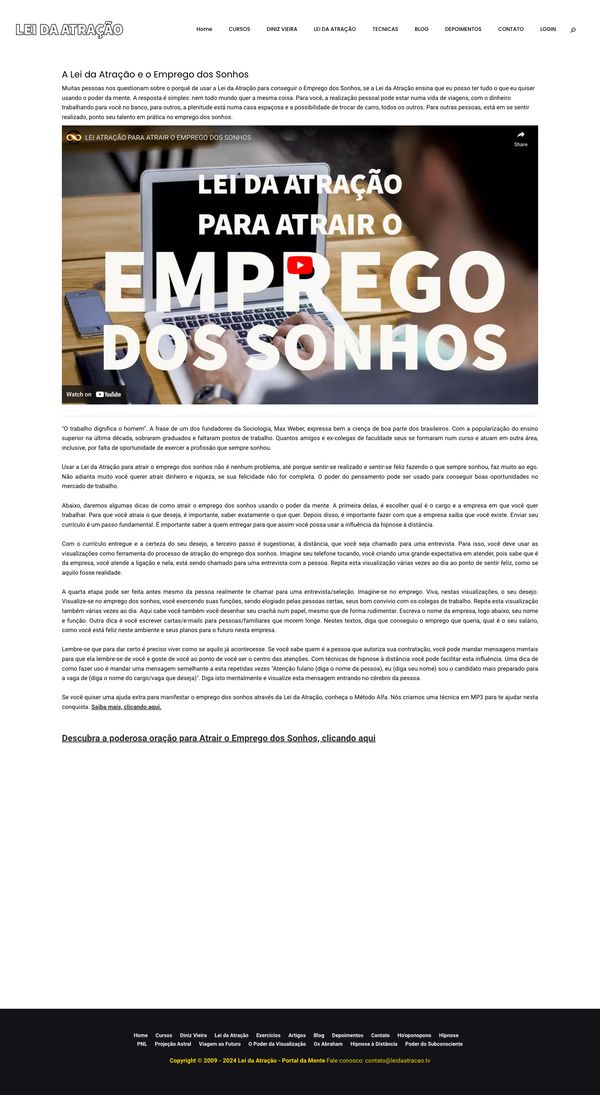 LEI DA ATRAÇÃO
Home CURSOS DINIZ VIEIRA LEI DA ATRAÇÃO TECNICAS BLOG DEPOIMENTOS CONTATO LOGIN
A Lei da Atração e o Emprego dos Sonhos
Muitas pessoas nos questionam sobre o porquê de usar a Lei da Atração para conseguir o Emprego dos Sonhos, se a Lei da Atração ensina que eu posso ter tudo o que eu quiser
usando o poder da mente. A resposta é simples: nem todo mundo quer a mesma coisa. Para você, a realização pessoal pode estar numa vida de viagens, com o dinheiro
trabalhando para você no banco, para outros, a plenitude está numa casa espaçosa e a possibilidade de trocar de carro, todos os outros. Para outras pessoas, está em se sentir
realizado, ponto seu talento em prática no emprego dos sonhos.
LEI ATRAÇÃO PARA ATRAIR O EMPREGO DOS SONHOS
Share
LEI DA ATRAÇÃO
PARA ATRAIR O
EMPREGO
DOS SONHOS
Watch on YouTube
"O trabalho dignifica o homem". A frase de um dos fundadores da Sociologia, Max Weber, expressa bem a crença de boa parte dos brasileiros. Com a popularização do ensino
superior na última década, sobraram graduados e faltaram postos de trabalho. Quantos amigos e ex-colegas de faculdade seus se formaram num curso e atuam em outra área,
inclusive, por falta de oportunidade de exercer a profissão que sempre sonhou.
Usar a Lei da Atração para atrair o emprego dos sonhos não é nenhum problema, até porque sentir-se realizado e sentir-se feliz fazendo o que sempre sonhou, faz muito ao ego.
Não adianta muito você querer atrair dinheiro e riqueza, se sua felicidade não for completa. O poder do pensamento pode ser usado para conseguir boas oportunidades no
mercado de trabalho.
Abaixo, daremos algumas dicas de como atrair o emprego dos sonhos usando o poder da mente. A primeira delas, é escolher qual é o cargo e a empresa em que você quer
trabalhar. Para que você atraia o que deseja, é importante, saber exatamente o que quer. Depois disso, é importante fazer com que a empresa saiba que você existe. Enviar seu
currículo é um passo fundamental. É importante saber a quem entregar para que assim você possa usar a influência da hipnose à distância.
Com o currículo entregue e a certeza do seu desejo, a terceiro passo é sugestionar, à distância, que você seja chamado para uma entrevista. Para isso, você deve usar as
visualizações como ferramenta do processo de atração do emprego dos sonhos. Imagine seu telefone tocando, você criando uma grande expectativa em atender, pois sabe que é
da empresa, você atende a ligação e nela, está sendo chamado para uma entrevista com a pessoa. Repita esta visualização várias vezes ao dia ao ponto de sentir feliz, como se
aquilo fosse realidade.
A quarta etapa pode ser feita antes mesmo da pessoa realmente te chamar para uma entrevista/seleção. Imagine-se no emprego. Viva, nestas visualizações, o seu desejo.
Visualize-se no emprego dos sonhos, você exercendo suas funções, sendo elogiado pelas pessoas certas, seus bom convívio com os colegas de trabalho. Repita esta visualização
também várias vezes ao dia. Aqui cabe você também você desenhar seu crachá num papel, mesmo que de forma rudimentar. Escreva o nome da empresa, logo abaixo, seu nome
e função. Outra dica é você escrever cartas/e-mails para pessoas/familiares que morem longe. Nestes textos, diga que conseguiu o emprego que queria, qual é o seu salário,
como você está feliz neste ambiente e seus planos para o futuro nesta empresa.
Lembre-se que para dar certo é preciso viver como se aquilo já acontecesse. Se você sabe quem é a pessoa que autoriza sua contratação, você pode mandar mensagens mentais
para que ela lembre-se de você e goste de você ao ponto de você ser o centro das atenções. Com técnicas de hipnose à distância você pode facilitar esta influência. Uma dica de
como fazer uso é mandar uma mensagem semelhante a esta repetidas vezes "Atenção fulano (diga o nome da pessoa), eu (diga seu nome) sou o candidato mais preparado para
a vaga de (diga o nome do cargo/vaga que deseja)". Diga isto mentalmente e visualize esta mensagem entrando no cérebro da pessoa.
Se você quiser uma ajuda extra para manifestar o emprego dos sonhos através da Lei da Atração, conheça o Método Alfa. Nós criamos uma técnica em MP3 para te ajudar nesta
conquista. Saiba mais, clicando aqui.
Descubra a poderosa oração para Atrair o Emprego dos Sonhos, clicando aqui
Home Cursos Diniz Vieira Lei da Atração Exercícios Artigos Blog Depoimentos Contato Ho'oponopono Hipnose
PNL Projeção Astral Viagem ao Futuro O Poder da Visualização Os Abraham Hipnose à Distância Poder do Subconsciente
Copyright © 2009 - 2024 Lei da Atração - Portal da Mente Fale conosco: contato@leidaatracao.tv